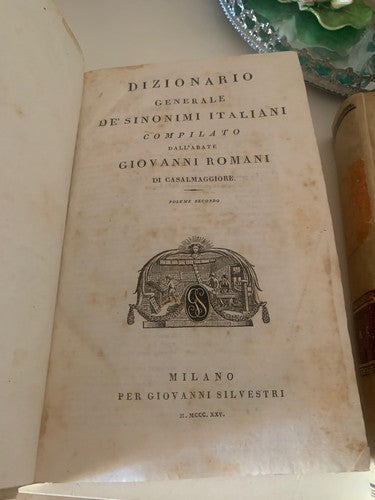 DIZIONARIO
GENERALE
DE' SINONIMI ITALIANI
COMPILATO
DALL'ABATE
GIOVANNI ROMANI
DI CASALMAGGIORE.
VOLUME SECONDO
GS
MILANO
PER GIOVANNI SILVESTRI
M. DCCC. XXV.